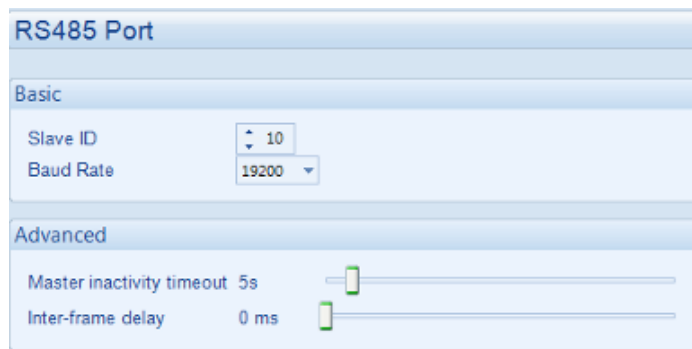 RS485 Port
Basic
Slave ID 10
Baud Rate 19200
Advanced
Master inactivity timeout 5s
Inter-frame delay 0 ms